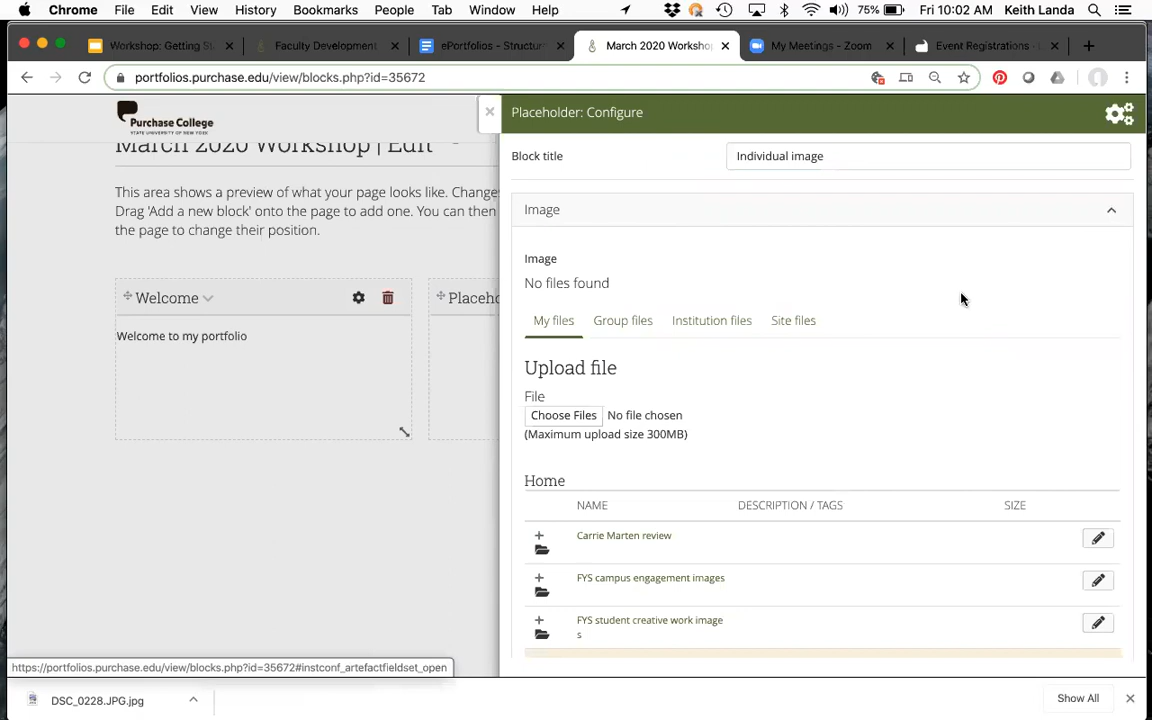 Chrome File Edit View History Bookmarks People Tab Window Help 75% Fri 10:02 AM Keith Landa
Workshop: Getting St
Faculty Development
ePortfolios - Structur
March 2020 Workshop
My Meetings - Zoom
Event Registrations -
portfolios.purchase.edu/view/blocks.php?id=35672
Purchase College
STATE UNIVERSITY OF NEW YORK
March 2020 Workshop | Edit
This area shows a preview of what your page looks like. Changes
Drag 'Add a new block' onto the page to add one. You can then
the page to change their position.
Welcome
Placeho
Welcome to my portfolio
Placeholder: Configure
Block title Individual image
Image
Image
No files found
My files Group files Institution files Site files
Upload file
File
Choose Files No file chosen
(Maximum upload size 300MB)
Home
NAME DESCRIPTION / TAGS SIZE
Carrie Marten review
FYS campus engagement images
FYS student creative work image
s
https://portfolios.purchase.edu/view/blocks.php?id=35672#instconf_artefactfieldset_open
DSC_0228.JPG.jpg
Show All